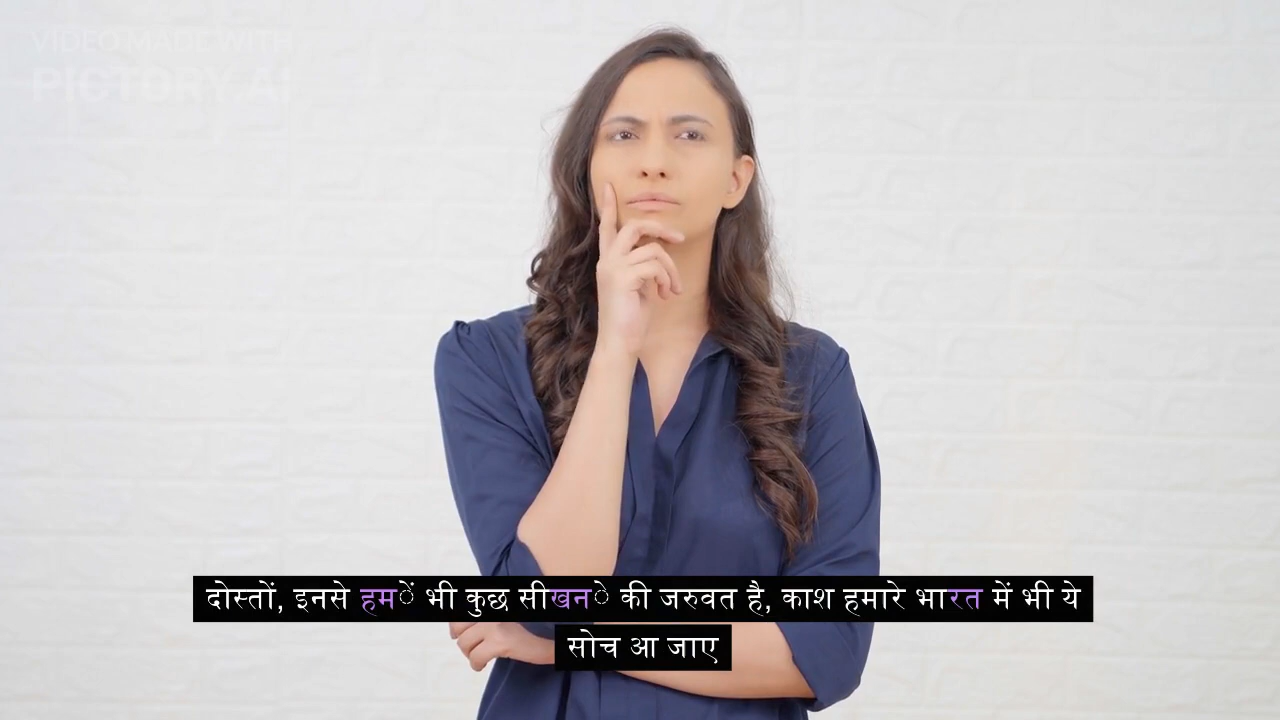 VIDEO MADE WITH
PICTORY.AI
दोस्तों, इनसे हमें भी कुछ सीखने की जरुवत है, काश हमारे भारत में भी ये
सोच आ जाए